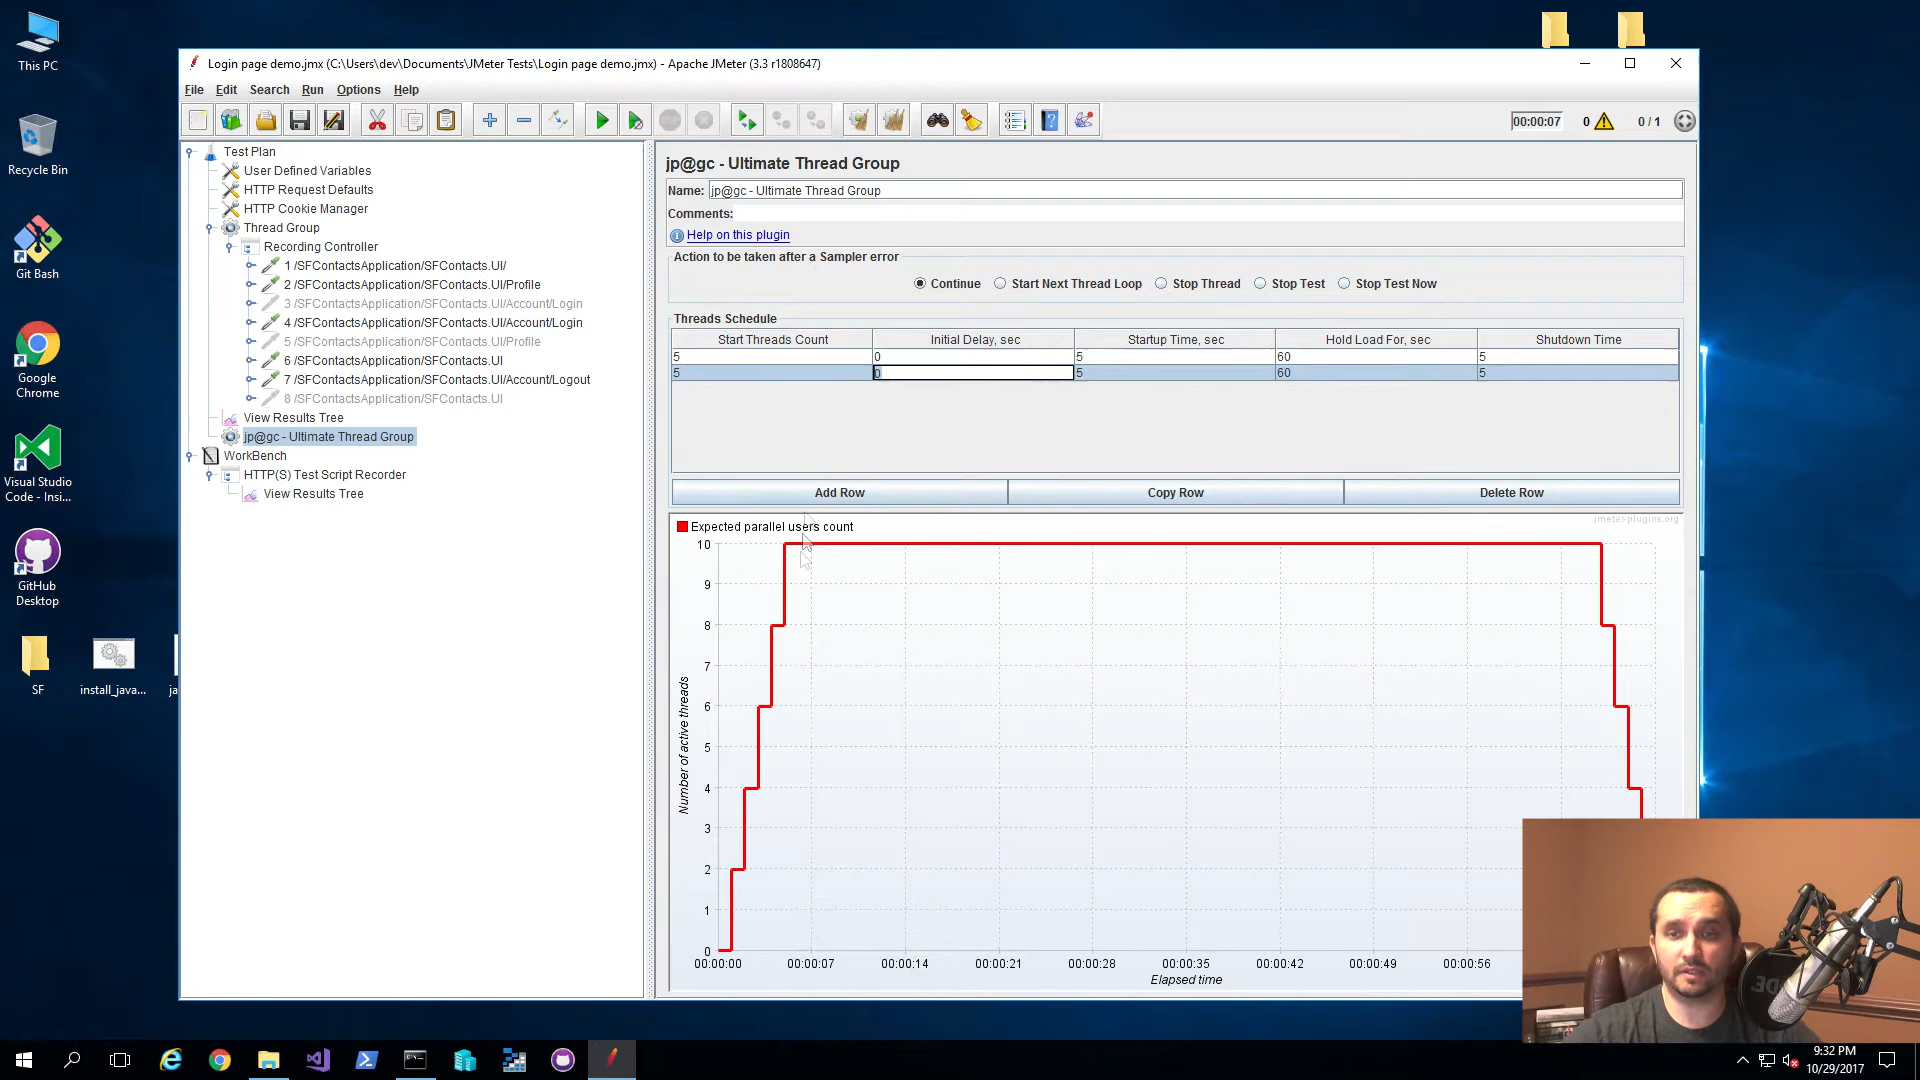 This PC
Recycle Bin
Git Bash
Google
Chrome
Visual Studio
Code - Insi...
GitHub
Desktop
SF
install_java...
ja
Login page demo.jmx (C:\Users\dev\Documents\JMeter Tests\Login page demo.jmx) - Apache JMeter (3.3 r1808647)
File Edit Search Run Options Help
00:00:07 0 0 / 1
Test Plan
User Defined Variables
HTTP Request Defaults
HTTP Cookie Manager
Thread Group
Recording Controller
1 /SFContactsApplication/SFContacts.UI/
2 /SFContactsApplication/SFContacts.UI/Profile
3 /SFContactsApplication/SFContacts.UI/Account/Login
4 /SFContactsApplication/SFContacts.UI/Account/Login
5 /SFContactsApplication/SFContacts.UI/Profile
6 /SFContactsApplication/SFContacts.UI
7 /SFContactsApplication/SFContacts.UI/Account/Logout
8 /SFContactsApplication/SFContacts.UI
View Results Tree
jp@gc - Ultimate Thread Group
WorkBench
HTTP(S) Test Script Recorder
View Results Tree
jp@gc - Ultimate Thread Group
Name: jp@gc - Ultimate Thread Group
Comments:
Help on this plugin
Action to be taken after a Sampler error
Continue Start Next Thread Loop Stop Thread Stop Test Stop Test Now
Threads Schedule
Start Threads Count Initial Delay, sec Startup Time, sec Hold Load For, sec Shutdown Time
5 0 5 60 5
5 0 5 60 5
Add Row Copy Row Delete Row
Expected parallel users count
jmeter-plugins.org
10
9
8
7
6
5
4
3
2
1
0
Number of active threads
00:00:00 00:00:07 00:00:14 00:00:21 00:00:28 00:00:35 00:00:42 00:00:49 00:00:56
Elapsed time
9:32 PM
10/29/2017